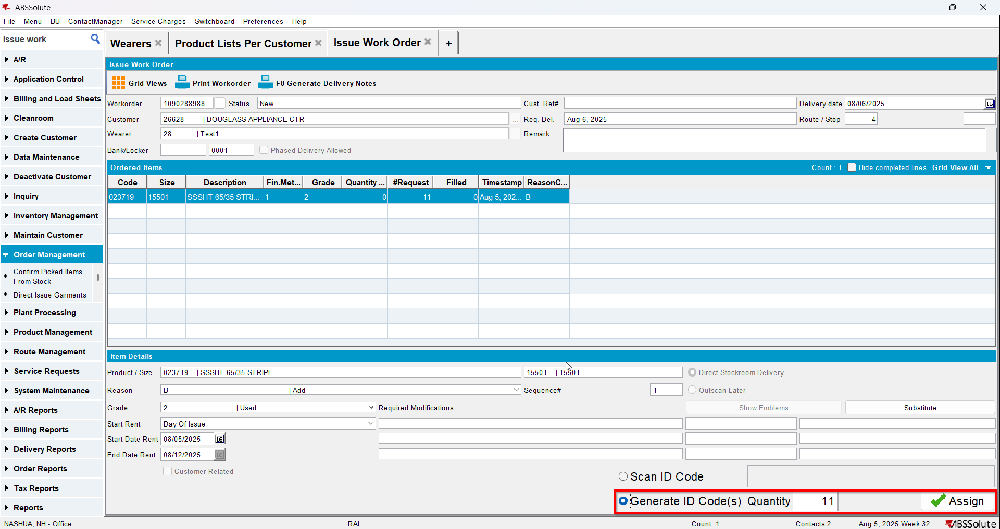 ABSSolute
File Menu BU ContactManager Service Charges Switchboard Preferences Help
issue work
Wearers Product Lists Per Customer Issue Work Order +
A/R
Application Control
Billing and Load Sheets
Cleanroom
Create Customer
Data Maintenance
Deactivate Customer
Inquiry
Inventory Management
Maintain Customer
Order Management
Confirm Picked Items
From Stock
Direct Issue Garments
Plant Processing
Product Management
Route Management
Service Requests
System Maintenance
A/R Reports
Billing Reports
Delivery Reports
Order Reports
Tax Reports
Reports
Issue Work Order
Grid Views Print Workorder F8 Generate Delivery Notes
Workorder 1090288988 ... Status New Cust. Ref# Delivery date 08/06/2025 16
Customer 26628 | DOUGLASS APPLIANCE CTR ... Req. Del. Aug 6, 2025 Route / Stop 4
Wearer 28 | Test1 ... Remark
Bank/Locker - 0001 Phased Delivery Allowed
Ordered Items Count : 1 Hide completed lines Grid View All
Code Size Description Fin.Met... Grade Quantity ... #Request Filled Timestamp ReasonC...
023719 15501 SSSHT-65/35 STRI... 1 2 0 11 0 Aug 5, 202... B
Item Details
Product / Size 023719 | SSSHT-65/35 STRIPE 15501 | 15501 Direct Stockroom Delivery
Reason B | Add Sequence# 1 Outscan Later
Grade 2 | Used Required Modifications Show Emblems Substitute
Start Rent Day Of Issue
Start Date Rent 08/05/2025 16
End Date Rent 08/12/2025 16
Customer Related
Scan ID Code
Generate ID Code(s) Quantity 11 Assign
NASHUA, NH - Office RAL Count: 1 Contacts 2 Aug 5, 2025 Week 32 ABSSolute